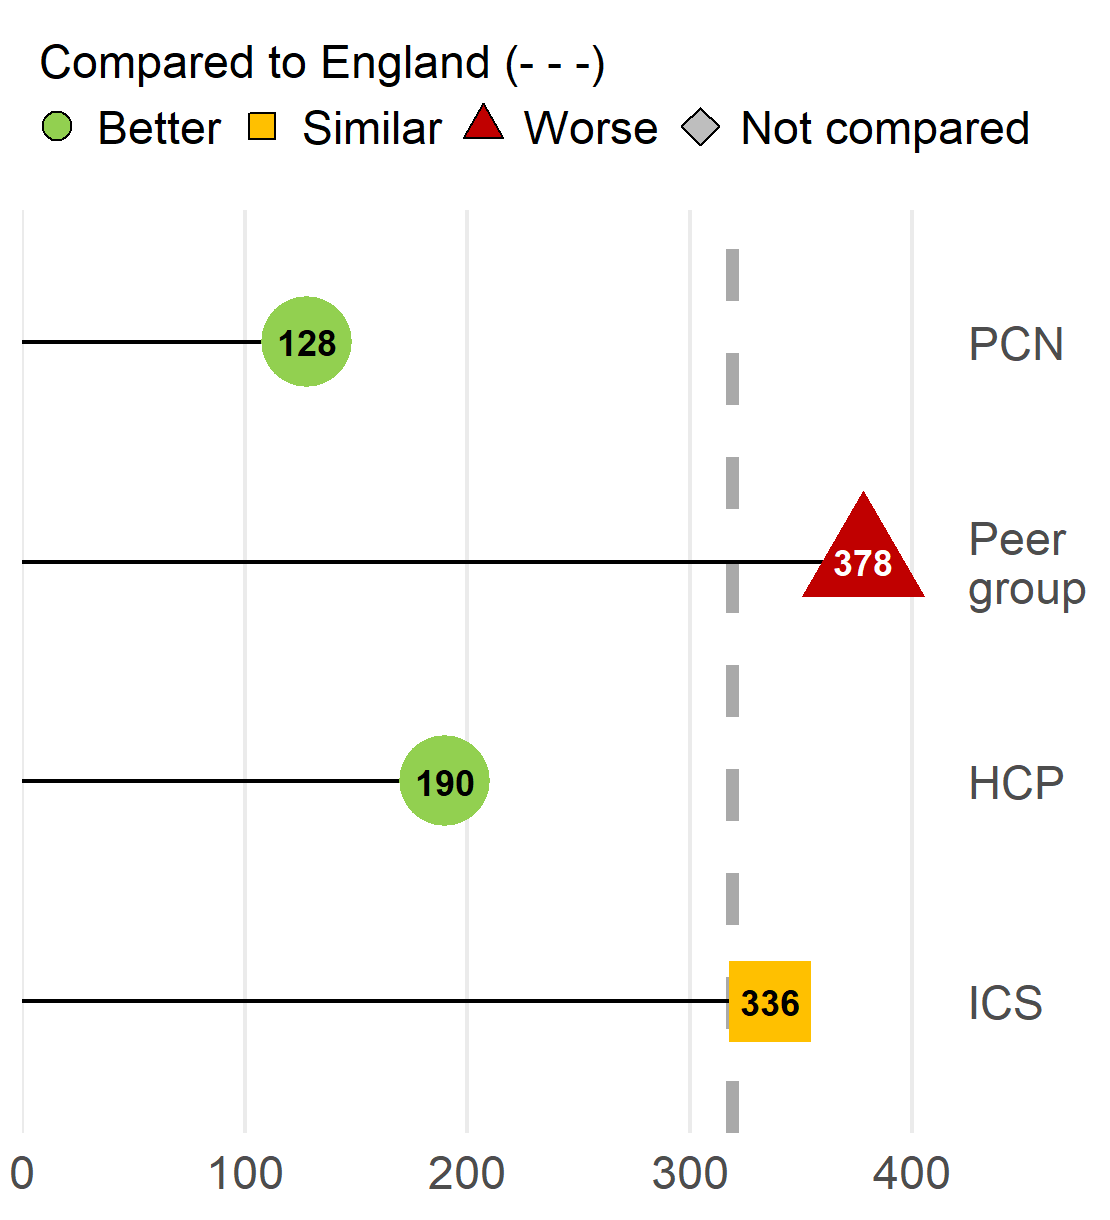 Compared to England (- - -)
Better Similar Worse Not compared
128 PCN
378 Peer
group
190 HCP
336 ICS
0 100 200 300 400